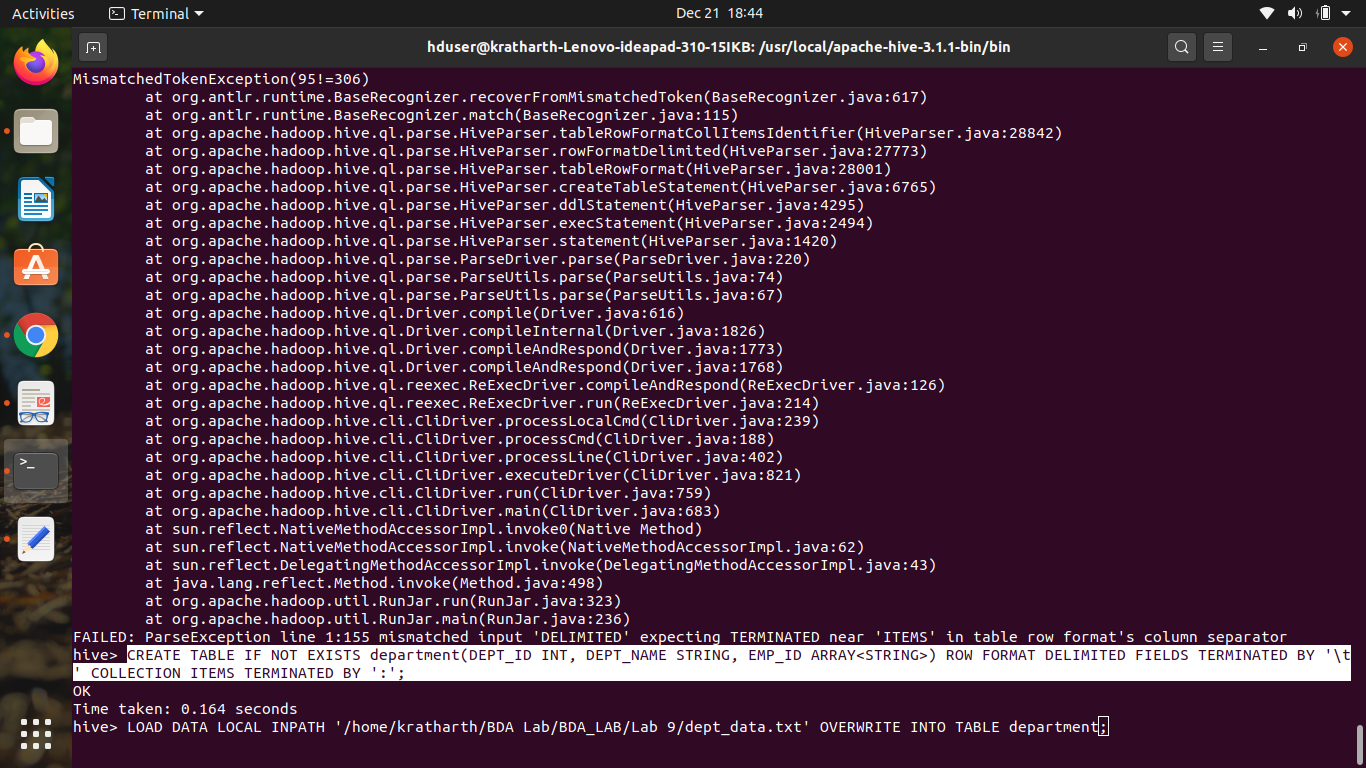 Activities
Terminal
Dec 21 18:44
hduser@kratharth-Lenovo-ideapad-310-15IKB: /usr/local/apache-hive-3.1.1-bin/bin
MismatchedTokenException(95!=306)
at org.antlr.runtime.BaseRecognizer.recoverFromMismatchedToken(BaseRecognizer.java:617)
at org.antlr.runtime.BaseRecognizer.match(BaseRecognizer.java:115)
at org.apache.hadoop.hive.ql.parse.HiveParser.tableRowFormatCollItemsIdentifier(HiveParser.java:28842)
at org.apache.hadoop.hive.ql.parse.HiveParser.rowFormatDelimited(HiveParser.java:27773)
at org.apache.hadoop.hive.ql.parse.HiveParser.tableRowFormat(HiveParser.java:28001)
at org.apache.hadoop.hive.ql.parse.HiveParser.createTableStatement(HiveParser.java:6765)
at org.apache.hadoop.hive.ql.parse.HiveParser.ddlStatement(HiveParser.java:4295)
at org.apache.hadoop.hive.ql.parse.HiveParser.execStatement(HiveParser.java:2494)
at org.apache.hadoop.hive.ql.parse.HiveParser.statement(HiveParser.java:1420)
at org.apache.hadoop.hive.ql.parse.ParseDriver.parse(ParseDriver.java:220)
at org.apache.hadoop.hive.ql.parse.ParseUtils.parse(ParseUtils.java:74)
at org.apache.hadoop.hive.ql.parse.ParseUtils.parse(ParseUtils.java:67)
at org.apache.hadoop.hive.ql.Driver.compile(Driver.java:616)
at org.apache.hadoop.hive.ql.Driver.compileInternal(Driver.java:1826)
at org.apache.hadoop.hive.ql.Driver.compileAndRespond(Driver.java:1773)
at org.apache.hadoop.hive.ql.Driver.compileAndRespond(Driver.java:1768)
at org.apache.hadoop.hive.ql.reexec.ReExecDriver.compileAndRespond(ReExecDriver.java:126)
at org.apache.hadoop.hive.ql.reexec.ReExecDriver.run(ReExecDriver.java:214)
at org.apache.hadoop.hive.cli.CliDriver.processLocalCmd(CliDriver.java:239)
at org.apache.hadoop.hive.cli.CliDriver.processCmd(CliDriver.java:188)
at org.apache.hadoop.hive.cli.CliDriver.processLine(CliDriver.java:402)
at org.apache.hadoop.hive.cli.CliDriver.executeDriver(CliDriver.java:821)
at org.apache.hadoop.hive.cli.CliDriver.run(CliDriver.java:759)
at org.apache.hadoop.hive.cli.CliDriver.main(CliDriver.java:683)
at sun.reflect.NativeMethodAccessorImpl.invoke0(Native Method)
at sun.reflect.NativeMethodAccessorImpl.invoke(NativeMethodAccessorImpl.java:62)
at sun.reflect.DelegatingMethodAccessorImpl.invoke(DelegatingMethodAccessorImpl.java:43)
at java.lang.reflect.Method.invoke(Method.java:498)
at org.apache.hadoop.util.RunJar.run(RunJar.java:323)
at org.apache.hadoop.util.RunJar.main(RunJar.java:236)
FAILED: ParseException line 1:155 mismatched input 'DELIMITED' expecting TERMINATED near 'ITEMS' in table row format's column separator
hive> CREATE TABLE IF NOT EXISTS department(DEPT_ID INT, DEPT_NAME STRING, EMP_ID ARRAY<STRING>) ROW FORMAT DELIMITED FIELDS TERMINATED BY '\t
' COLLECTION ITEMS TERMINATED BY ':';
OK
Time taken: 0.164 seconds
hive> LOAD DATA LOCAL INPATH '/home/kratharth/BDA Lab/BDA_LAB/Lab 9/dept_data.txt' OVERWRITE INTO TABLE department;